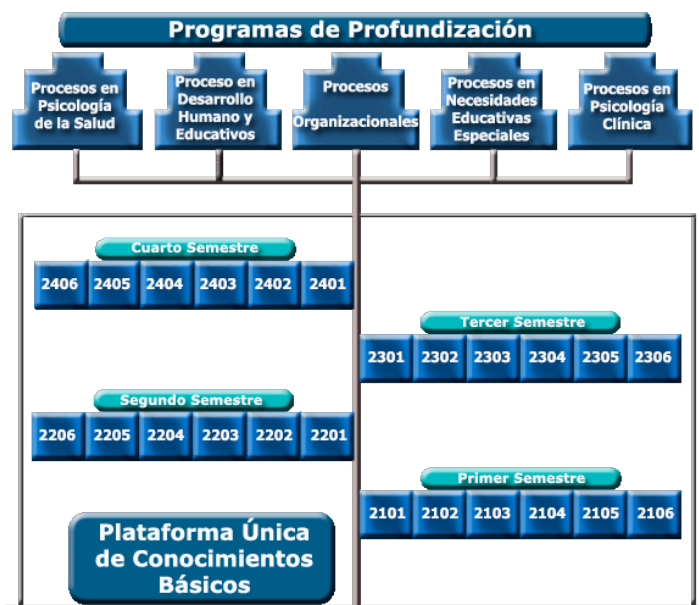 Programas de Profundización
Procesos en
Psicología
de la Salud
Proceso en
Desarrollo
Humano y
Educativos
Procesos
Organizacionales
Procesos en
Necesidades
Educativas
Especiales
Procesos en
Psicología
Clínica
Cuarto Semestre
2406 2405 2404 2403 2402 2401
Tercer Semestre
2301 2302 2303 2304 2305 2306
Segundo Semestre
2206 2205 2204 2203 2202 2201
Primer Semestre
2101 2102 2103 2104 2105 2106
Plataforma Única
de Conocimientos
Básicos